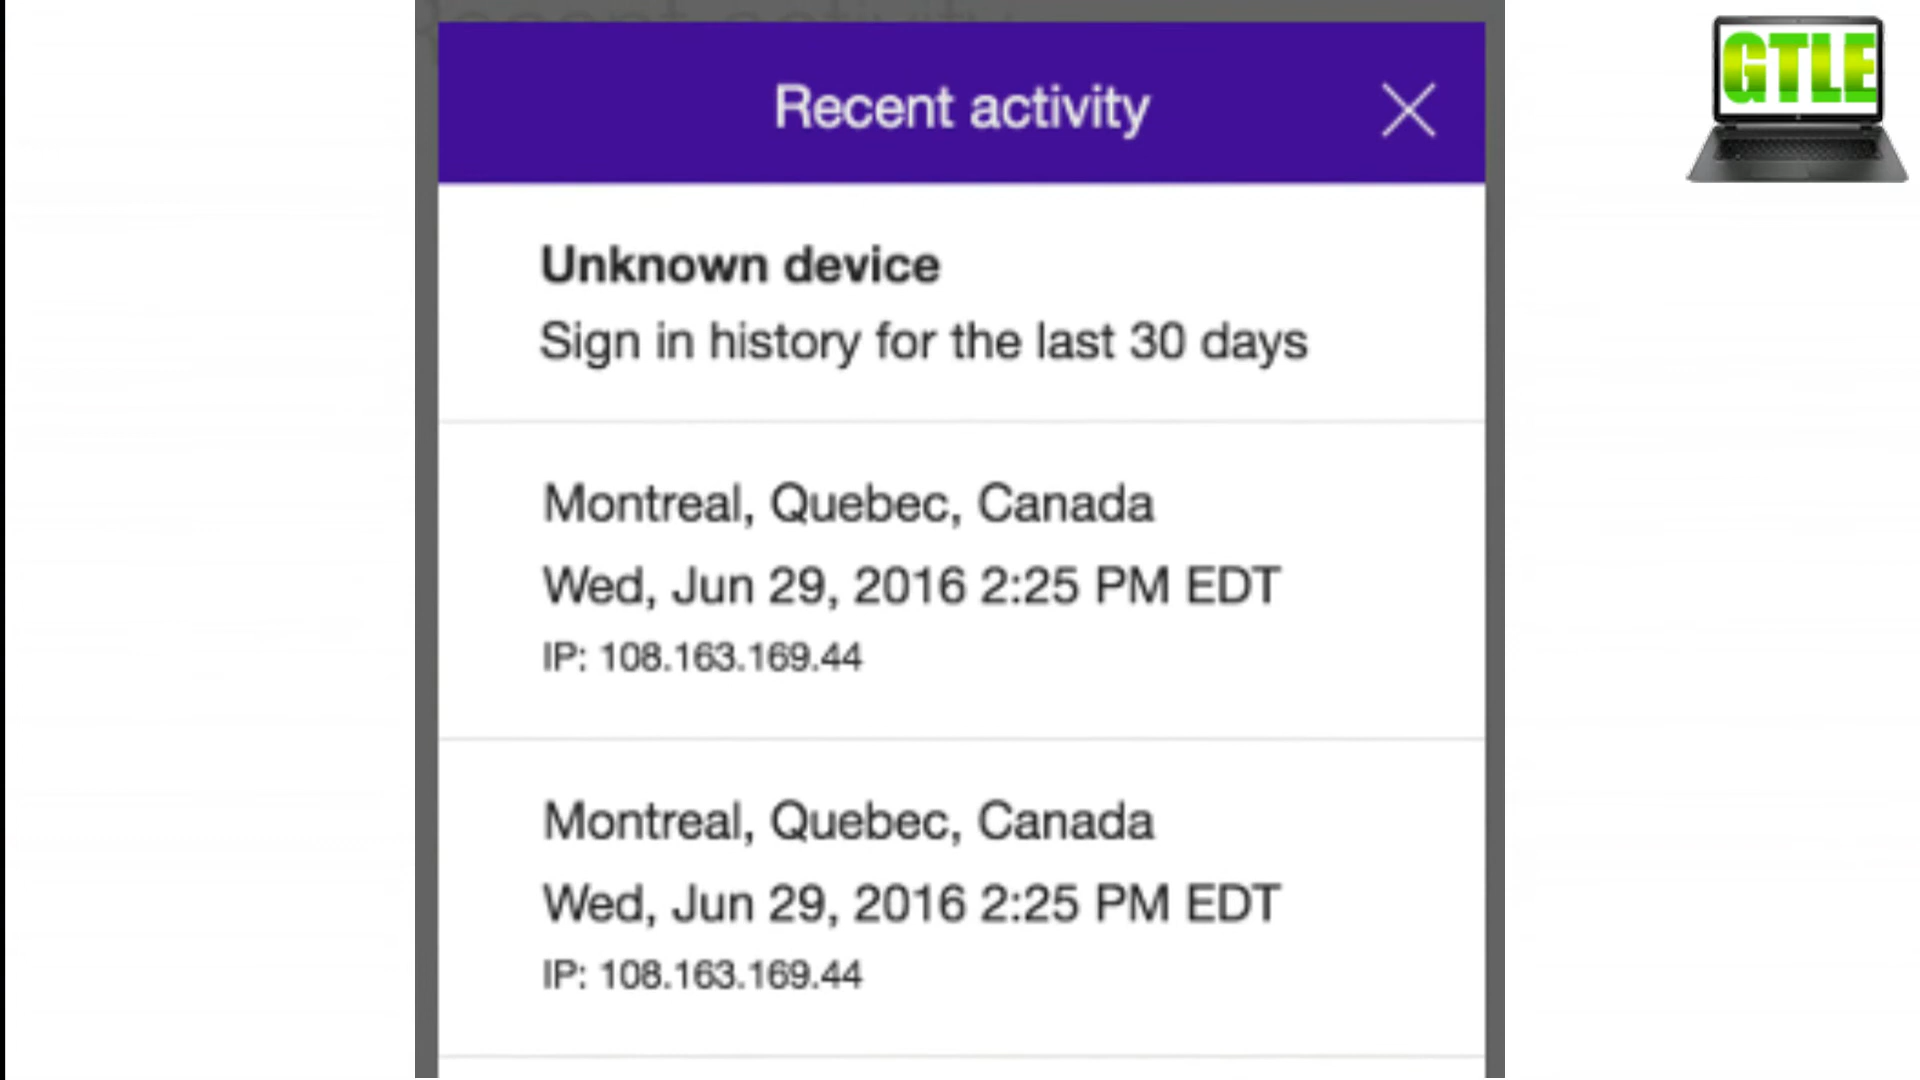 Recent activity
GTLE
Recent activity
Unknown device
Sign in history for the last 30 days
Montreal, Quebec, Canada
Wed, Jun 29, 2016 2:25 PM EDT
IP: 108.163.169.44
Montreal, Quebec, Canada
Wed, Jun 29, 2016 2:25 PM EDT
IP: 108.163.169.44